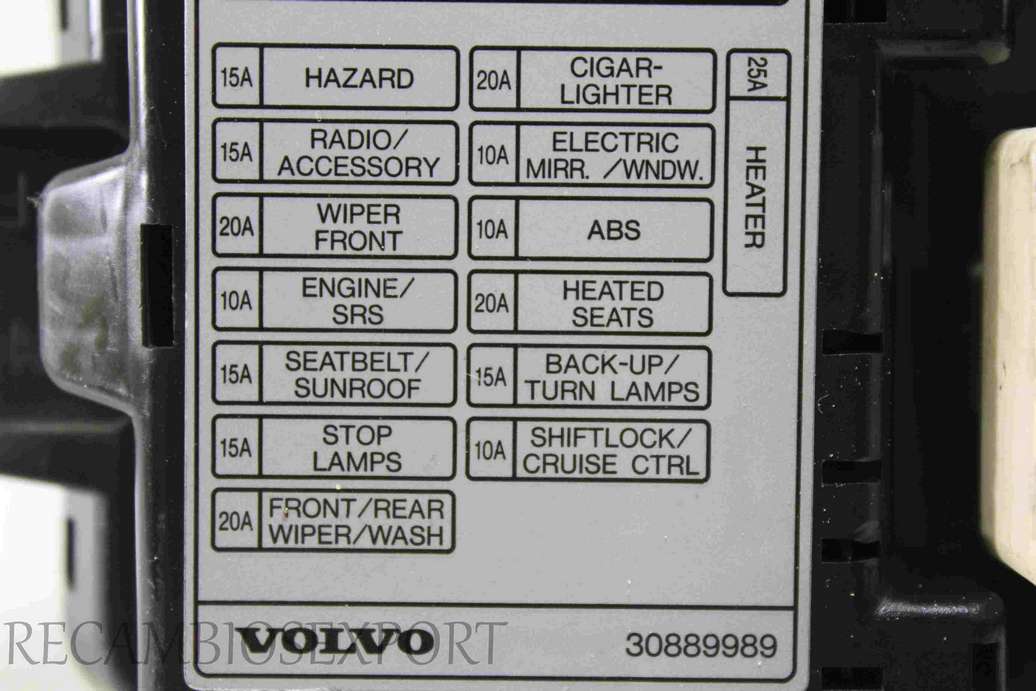 15A HAZARD
15A RADIO/
ACCESSORY
20A WIPER
FRONT
10A ENGINE/
SRS
15A SEATBELT/
SUNROOF
15A STOP
LAMPS
20A FRONT/REAR
WIPER/WASH
20A CIGAR-
LIGHTER
10A ELECTRIC
MIRR. /WNDW.
10A ABS
20A HEATED
SEATS
15A BACK-UP/
TURN LAMPS
10A SHIFTLOCK/
CRUISE CTRL
25A HEATER
VOLVO 30889989
RECAMBIOSEXPORT